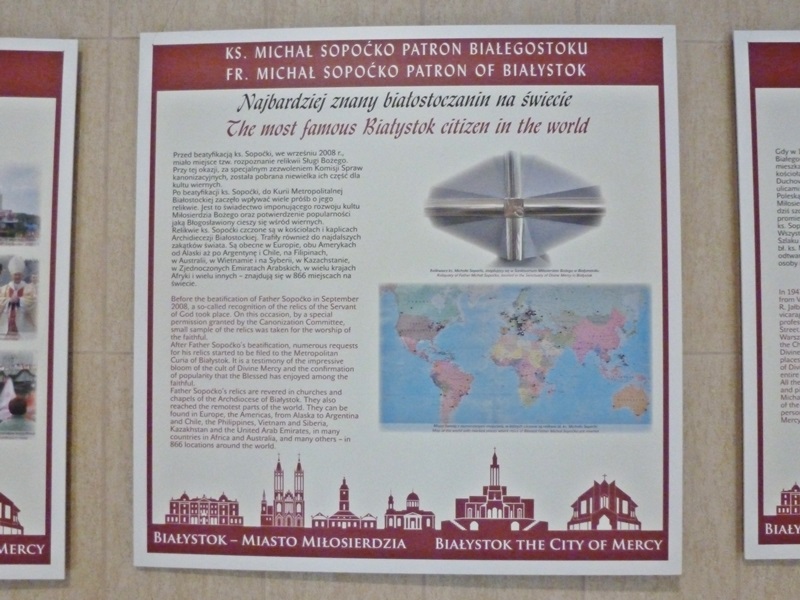 KS. MICHAŁ SOPOĆKO PATRON BIAŁEGOSTOKU
FR. MICHAŁ SOPOĆKO PATRON OF BIAŁYSTOK
Najbardziej znany białostoczanin na świecie
The most famous Białystok citizen in the world
Przed beatyfikacją ks. Sopoćki, we wrześniu 2008 r.,
miało miejsce tzw. rozpoznanie relikwii Sługi Bożego.
Przy tej okazji, za specjalnym zezwoleniem Komisji Spraw
kanonizacyjnych, została pobrana niewielka ich część dla
kultu wiernych.
Po beatyfikacji ks. Sopoćki, do Kurii Metropolitalnej
Białostockiej zaczęło wpływać wiele próśb o jego
relikwie. Jest to świadectwo imponującego rozwoju kultu
Miłosierdzia Bożego oraz potwierdzenie popularności
jaką Błogosławiony cieszy się wśród wiernych.
Relikwie ks. Sopoćki czczone są w kościołach i kaplicach
Archidiecezji Białostockiej. Trafiły również do najdalszych
zakątków świata. Są obecne w Europie, obu Amerykach
od Alaski aż po Argentynę i Chile, na Filipinach,
w Australii, w Wietnamie i na Syberii, w Kazachstanie,
w Zjednoczonych Emiratach Arabskich, w wielu krajach
Afryki i wielu innych – znajdują się w 866 miejscach na
świecie.
Before the beatification of Father Sopoćko in September
2008, a so-called recognition of the relics of the Servant
of God took place. On this occasion, by a special
permission granted by the Canonization Committee,
small sample of the relics was taken for the worship of
the faithful.
After Father Sopoćko's beatification, numerous requests
for his relics started to be filed to the Metropolitan
Curia of Białystok. It is a testimony of the impressive
bloom of the cult of Divine Mercy and the confirmation
of popularity that the Blessed has enjoyed among the
faithful.
Father Sopoćko's relics are revered in churches and
chapels of the Archdiocese of Białystok. They also
reached the remotest parts of the world. They can be
found in Europe, the Americas, from Alaska to Argentina
and Chile, the Philippines, Vietnam and Siberia,
Kazakhstan and the United Arab Emirates, in many
countries in Africa and Australia, and many others – in
866 locations around the world.
BIAŁYSTOK – MIASTO MIŁOSIERDZIA
BIAŁYSTOK THE CITY OF MERCY
MERCY